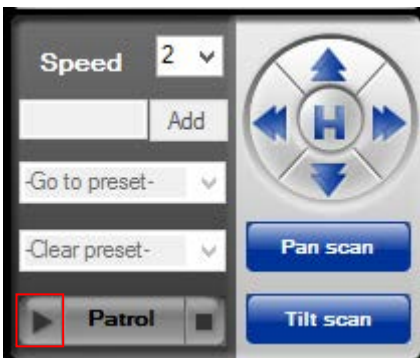 Speed 2
Add
-Go to preset-
-Clear preset-
Patrol
H
Pan scan
Tilt scan